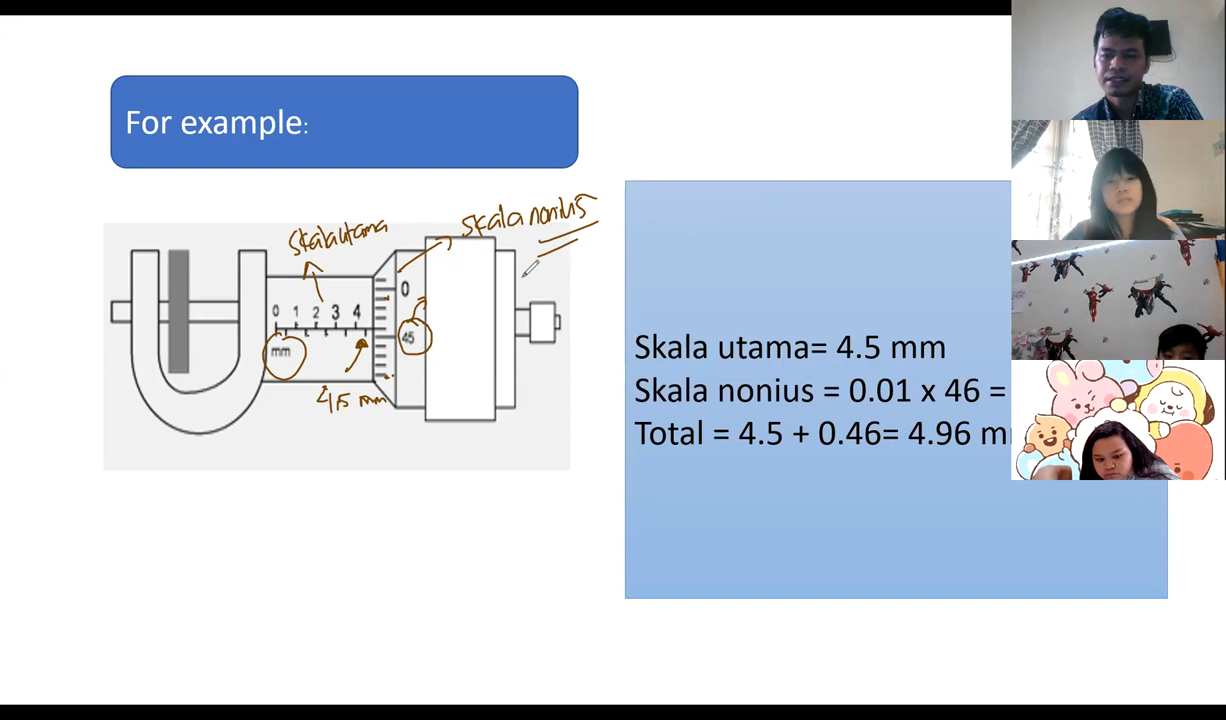 For example:
skala nonius
skala utama
0 1 2 3 4
0
45
mm
4,5 mm
Skala utama= 4.5 mm
Skala nonius = 0.01 x 46 =
Total = 4.5 + 0.46= 4.96